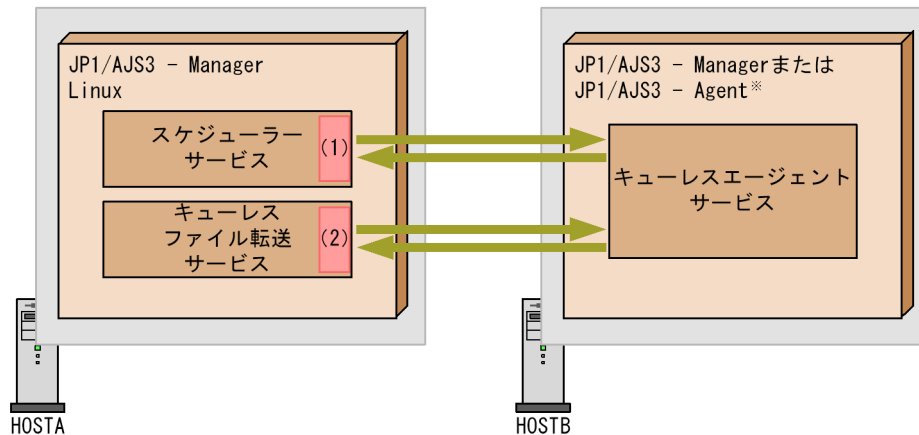 JP1/AJS3 - Manager
Linux
スケジューラー
サービス
(1)
キューレス
ファイル転送
サービス
(2)
HOSTA
JP1/AJS3 - Managerまたは
JP1/AJS3 - Agent※
キューレスエージェント
サービス
HOSTB